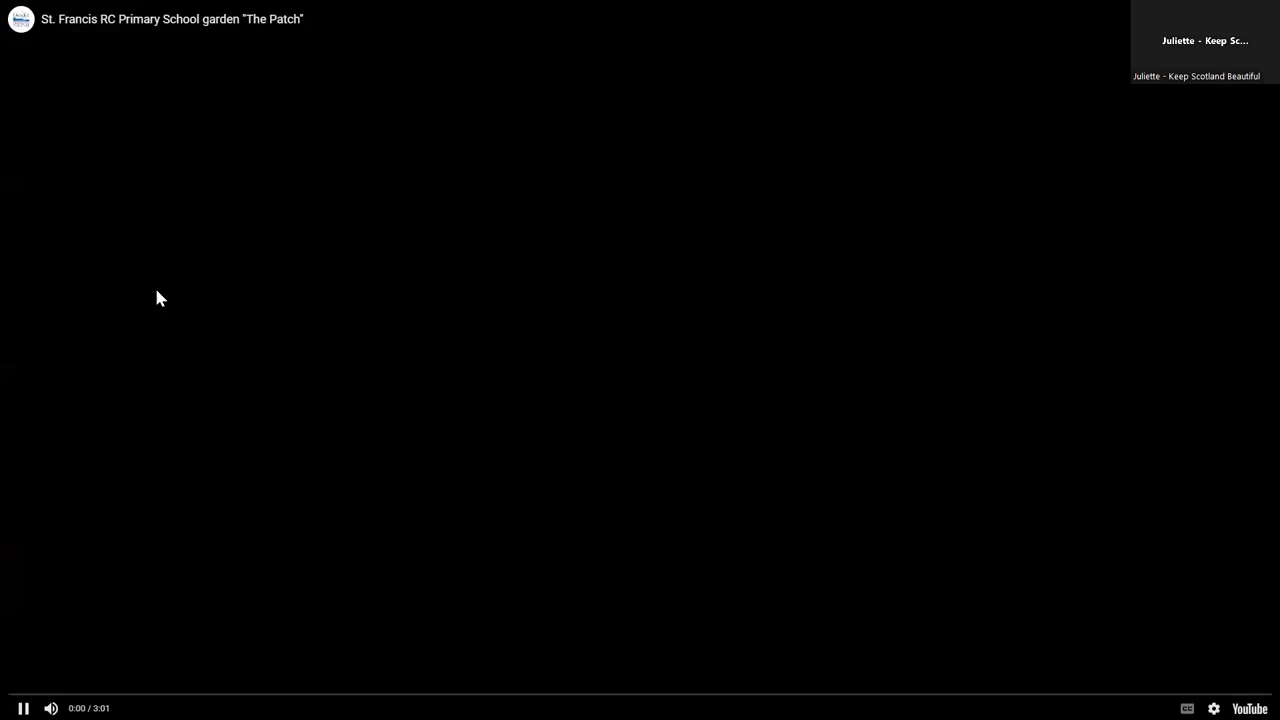 St. Francis RC Primary School garden "The Patch"
Juliette - Keep Sc...
Juliette - Keep Scotland Beautiful
0:00 / 3:01
CC
YouTube